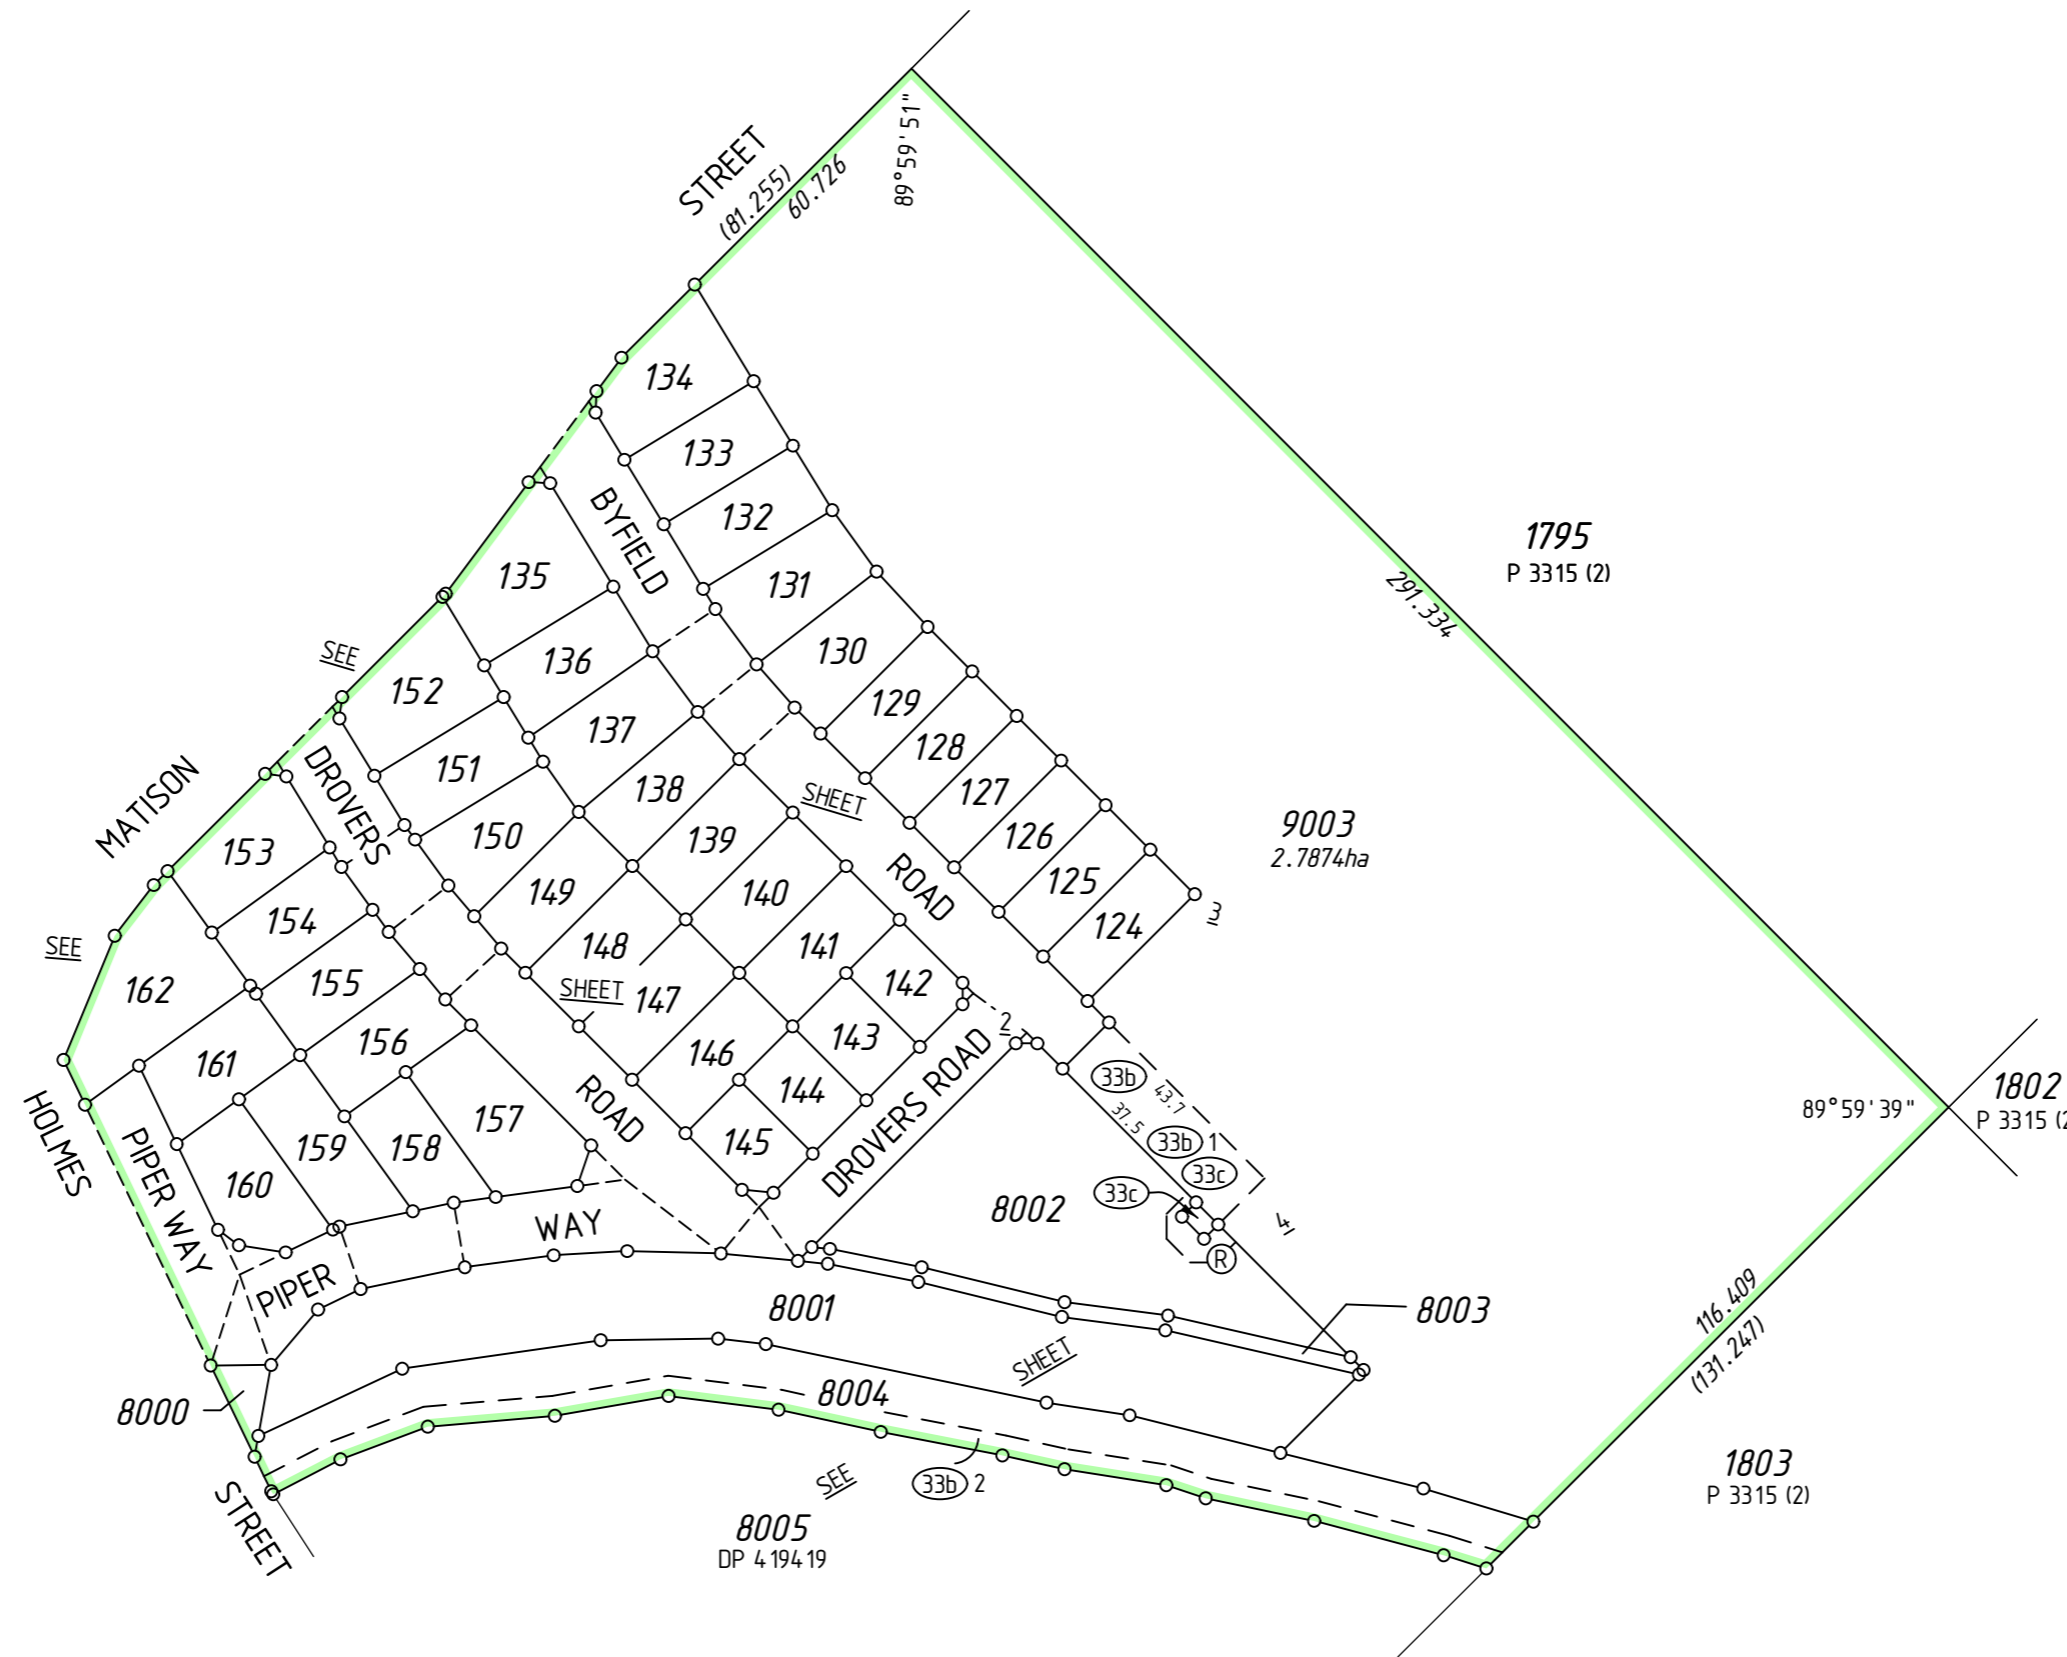 STREET
(81.255)
60.726
89°59'51"
134
133
132
131
BYFIELD
135
136
137
130
129
128
127
126
125
124
1795
P 3315 (2)
291.334
SEE
152
151
150
138
139
140
141
142
SHEET
3
ROAD
9003
2.7874ha
MATISON
DROVERS
153
154
155
156
149
148
SHEET
147
146
143
144
145
SEE
162
161
160
159
158
157
ROAD
DROVERS ROAD
2
33b
43.7
37.5
33b 1
33c
33c
R
4
8002
89°59'39"
1802
P 3315 (2
HOLMES
PIPER WAY
PIPER
WAY
8001
8003
SHEET
116.409
(131.247)
8000
8004
33b 2
SEE
STREET
8005
DP 419419
1803
P 3315 (2)